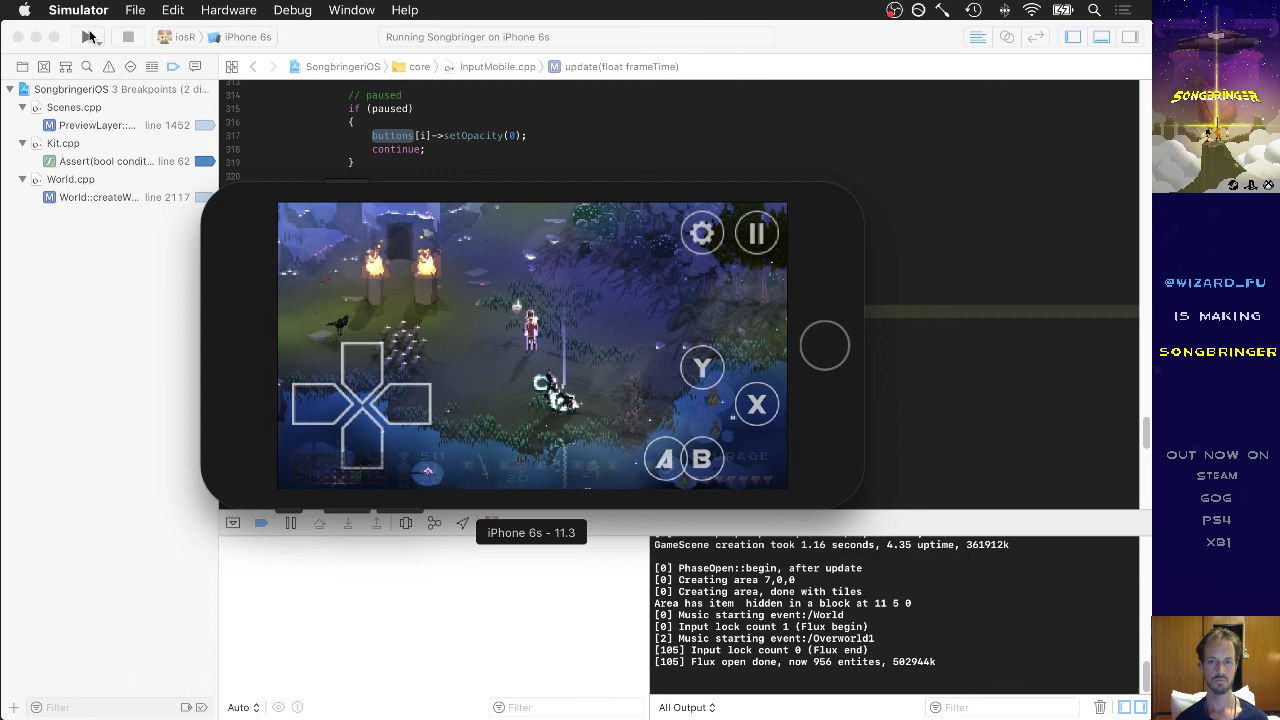 Simulator File Edit Hardware Debug Window Help
iosR iPhone 6s Running Songbringer on iPhone 6s
SongbringeriOS core InputMobile.cpp update(float frameTime)
SongbringeriOS 3 Breakpoints (2 di...
Scenes.cpp
PreviewLayer::... line 1452
Kit.cpp
Assert(bool condit... line 62
World.cpp
World::createW... line 2117
313
314 // paused
315 if (paused)
316 {
317 buttons[i]->setOpacity(0);
318 continue;
319 }
320
Y
X
A B
iPhone 6s - 11.3
GameScene creation took 1.16 seconds, 4.35 uptime, 361912k
[0] PhaseOpen::begin, after update
[0] Creating area 7,0,0
[0] Creating area, done with tiles
Area has item  hidden in a block at 11 5 0
[0] Music starting event:/World
[0] Input lock count 1 (Flux begin)
[2] Music starting event:/Overworld1
[105] Input lock count 0 (Flux end)
[105] Flux open done, now 956 entites, 502944k
Filter
Auto
Filter
All Output
Filter
SONGBRINGER
@WIZARD_FU
IS MAKING
SONGBRINGER
OUT NOW ON
STEAM
GOG
PS4
XB1